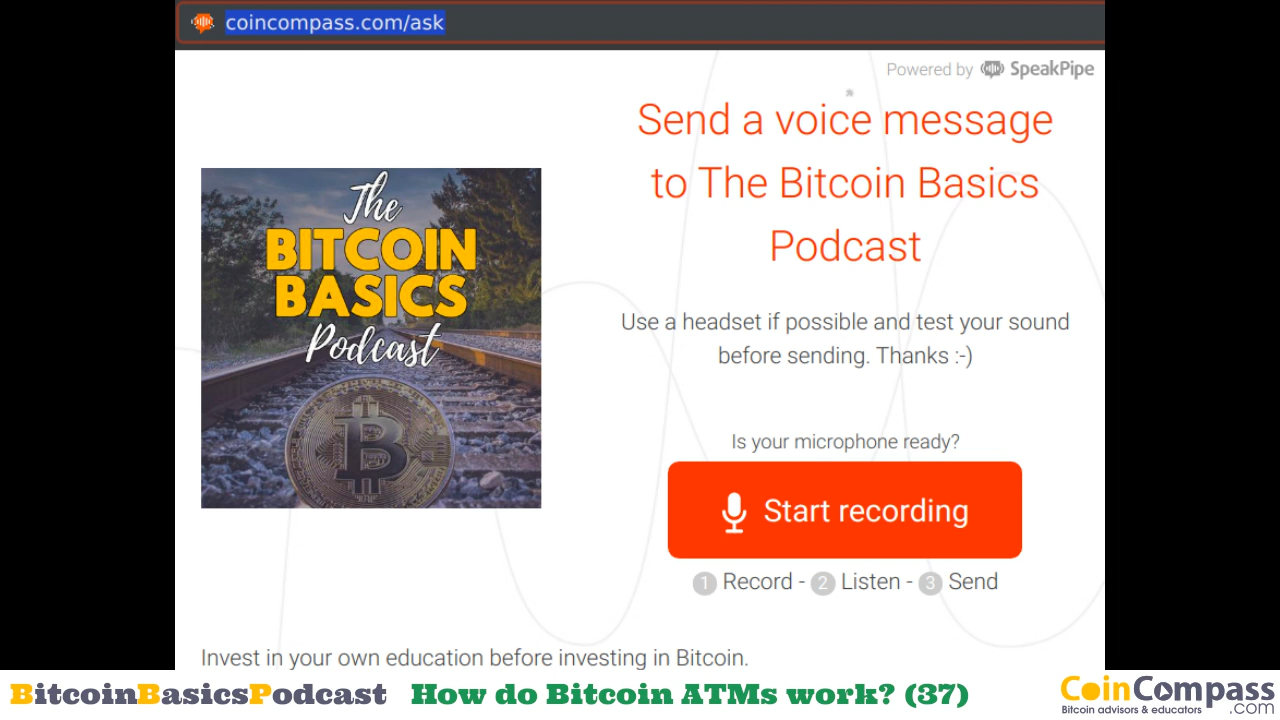 coincompass.com/ask
Powered by SpeakPipe
Send a voice message
to The Bitcoin Basics
Podcast
The
BITCOIN
BASICS
Podcast
Use a headset if possible and test your sound
before sending. Thanks :-)
Is your microphone ready?
Start recording
1 Record - 2 Listen - 3 Send
Invest in your own education before investing in Bitcoin.
BitcoinBasicsPodcast How do Bitcoin ATMs work? (37)
CoinCompass
Bitcoin advisors & educators .com